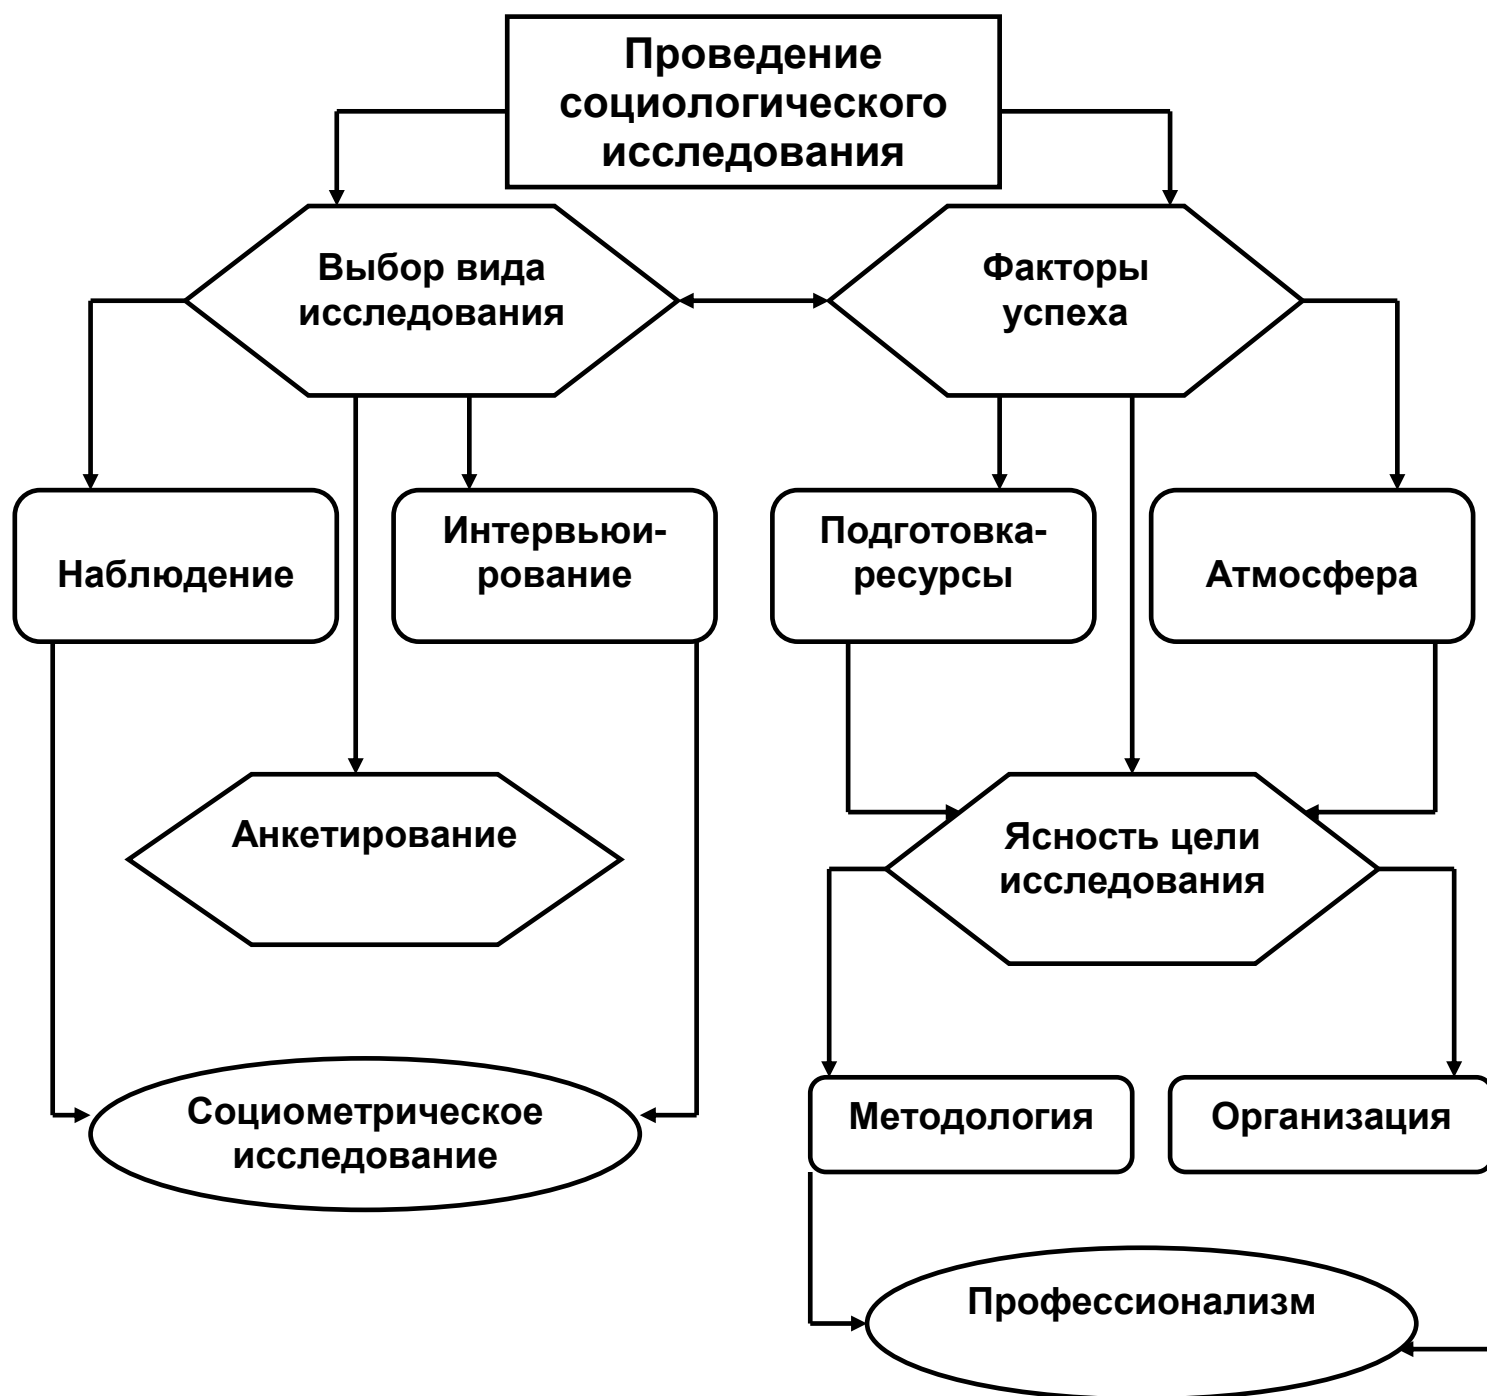 Проведение
социологического
исследования
Выбор вида
исследования
Факторы
успеха
Наблюдение
Интервьюи-
рование
Подготовка-
ресурсы
Атмосфера
Анкетирование
Ясность цели
исследования
Социометрическое
исследование
Методология
Организация
Профессионализм